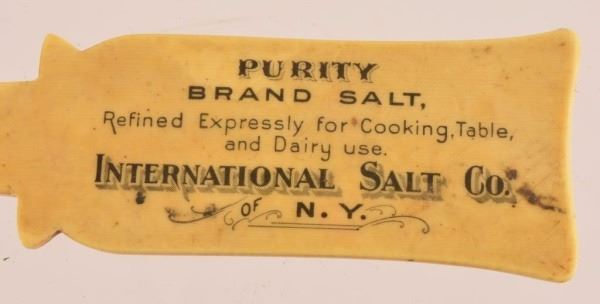 PURITY
BRAND SALT,
Refined Expressly for Cooking, Table,
and Dairy use.
INTERNATIONAL SALT CO.
OF N. Y.